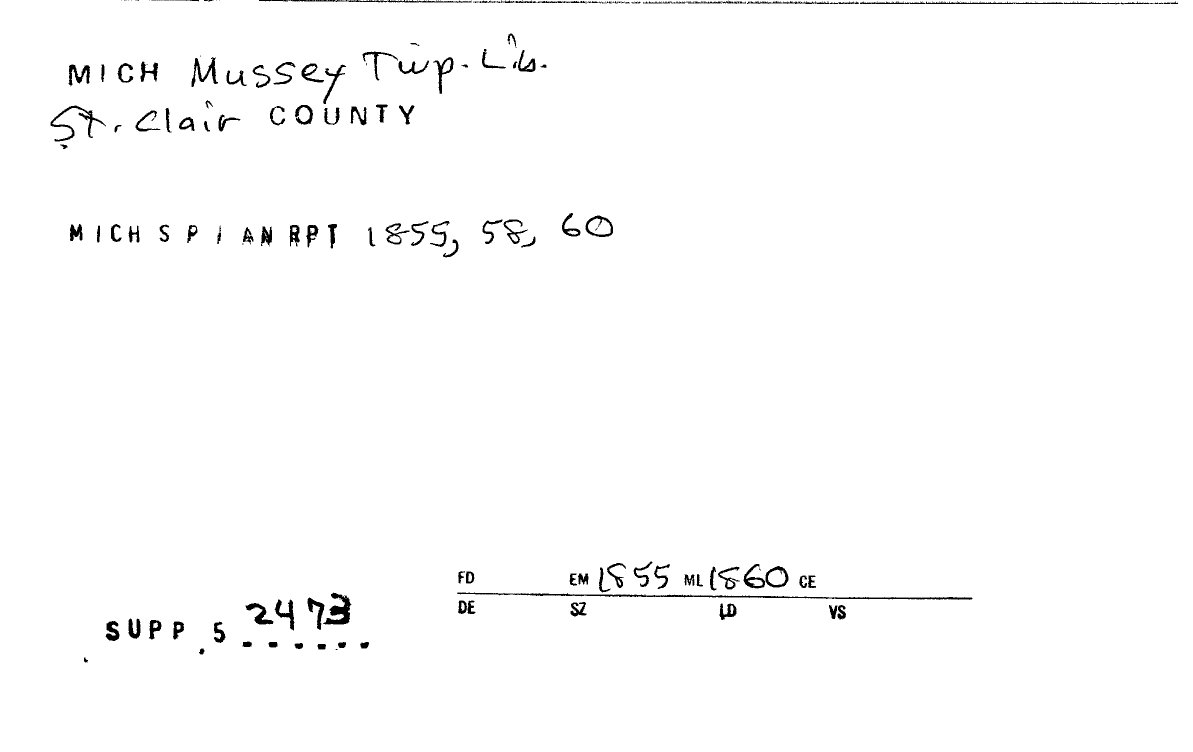 MICH Mussey Twp. Lib.
St. Clair COUNTY
MICH S P I AN RPT 1855, 58, 60
FD EM 1855 ML 1860 CE
DE SZ LD VS
SUPP 5 2473